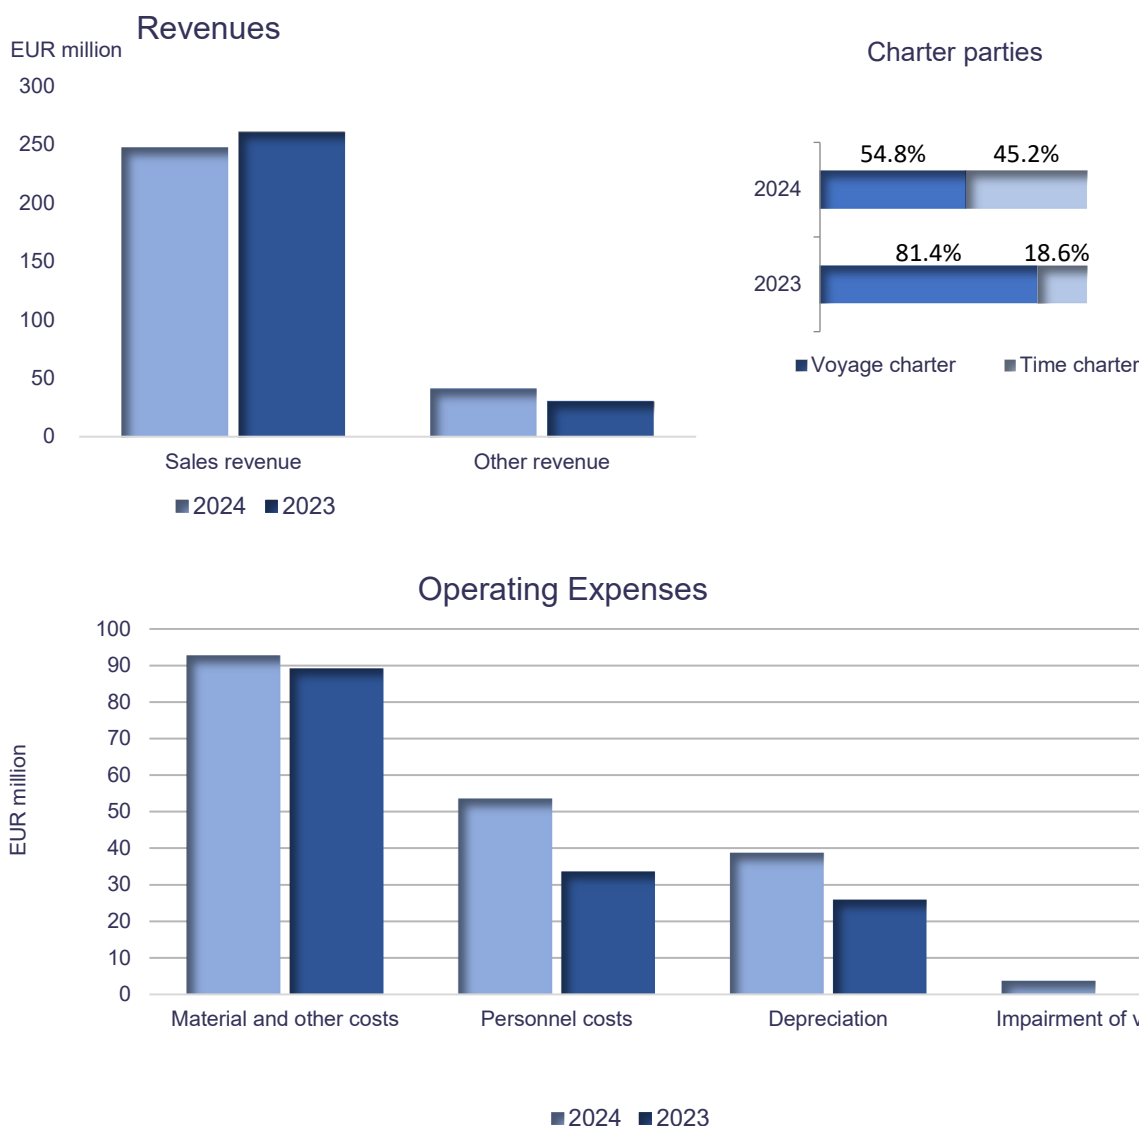 Revenues
EUR million
300
250
200
150
100
50
0
Sales revenue
Other revenue
2024
2023
Charter parties
54.8%
45.2%
2024
81.4%
18.6%
2023
Voyage charter
Time charter
Operating Expenses
EUR million
100
90
80
70
60
50
40
30
20
10
0
Material and other costs
Personnel costs
Depreciation
Impairment of
2024
2023